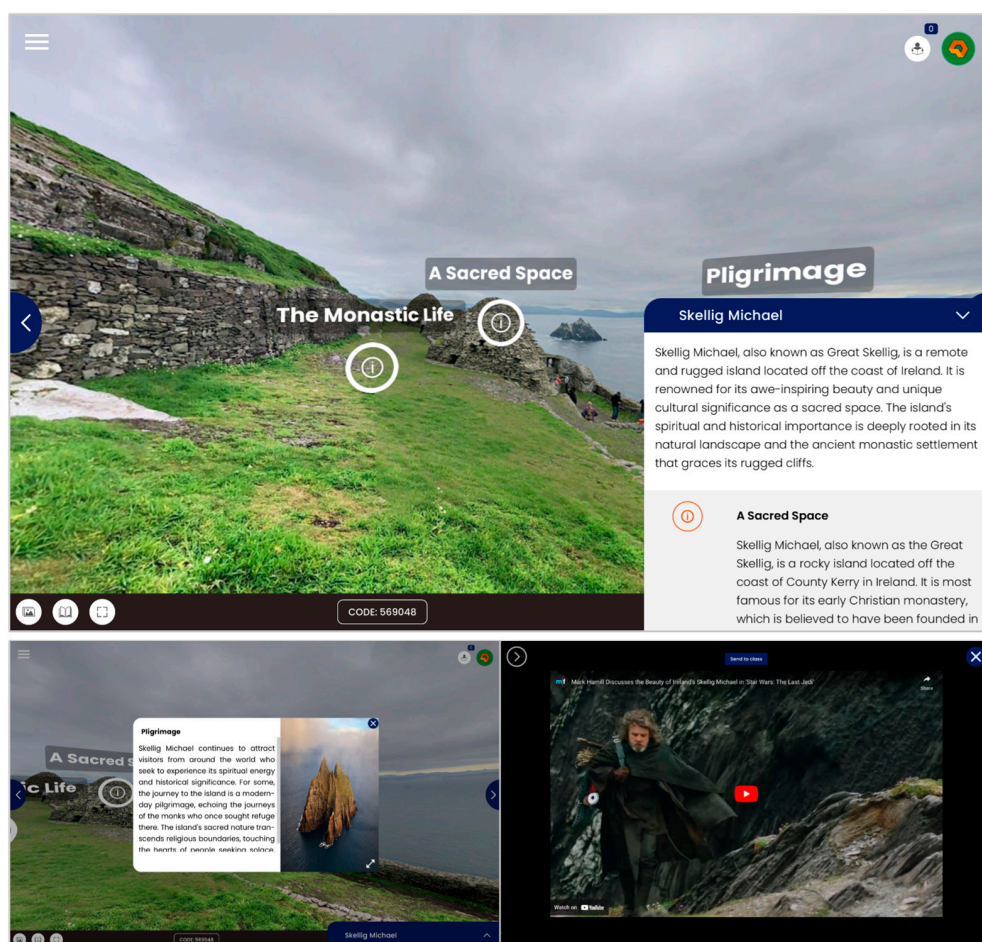 0
A Sacred Space
Pligrimage
The Monastic Life
Skellig Michael
Skellig Michael, also known as Great Skellig, is a remote
and rugged island located off the coast of Ireland. It is
renowned for its awe-inspiring beauty and unique
cultural significance as a sacred space. The island's
spiritual and historical importance is deeply rooted in its
natural landscape and the ancient monastic settlement
that graces its rugged cliffs.
A Sacred Space
Skellig Michael, also known as the Great
Skellig, is a rocky island located off the
coast of County Kerry in Ireland. It is most
famous for its early Christian monastery,
which is believed to have been founded in
CODE: 569048
A Sacred S
ic Life
Pligrimage
Skellig Michael continues to attract
visitors from around the world who
seek to experience its spiritual energy
and historical significance. For some,
the journey to the island is a modern-
day pilgrimage, echoing the journeys
of the monks who once sought refuge
there. The island's sacred nature tran-
scends religious boundaries, touching
the hearts of people seeking solace,
CODE: 569048
Skellig Michael
Send to class
Mark Hamill Discusses the Beauty of Ireland's Skellig Michael in 'Star Wars: The Last Jedi'
Share
Watch on YouTube